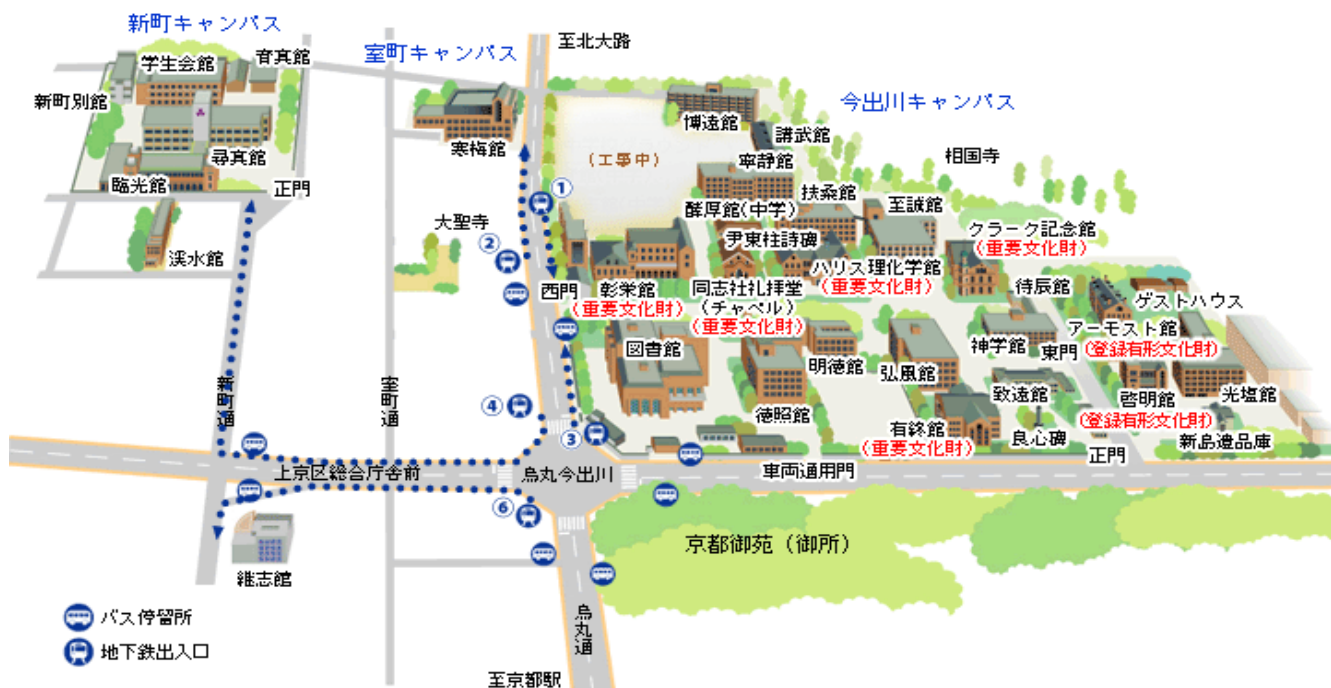 新町キャンパス
学生会館
育真館
新町別館
尋真館
臨光館
正門
渓水館
室町キャンパス
寒梅館
大聖寺
至北大路
今出川キャンパス
博遠館
講武館
(工事中)
寧静館
相国寺
扶桑館
至誠館
醇厚館(中学)
尹東柱詩碑
クラーク記念館
(重要文化財)
ハリス理化学館
(重要文化財)
①
②
西門
彰栄館
(重要文化財)
同志社礼拝堂
(チャペル)
(重要文化財)
待辰館
ゲストハウス
アーモスト館
(登録有形文化財)
神学館
東門
図書館
明徳館
弘風館
致遠館
啓明館
(登録有形文化財)
光塩館
徳照館
有終館
(重要文化財)
良心碑
新島遺品庫
正門
④
③
新町通
室町通
上京区総合庁舎前
烏丸今出川
車両通用門
⑥
継志館
京都御苑(御所)
烏丸通
バス停留所
地下鉄出入口
至京都駅